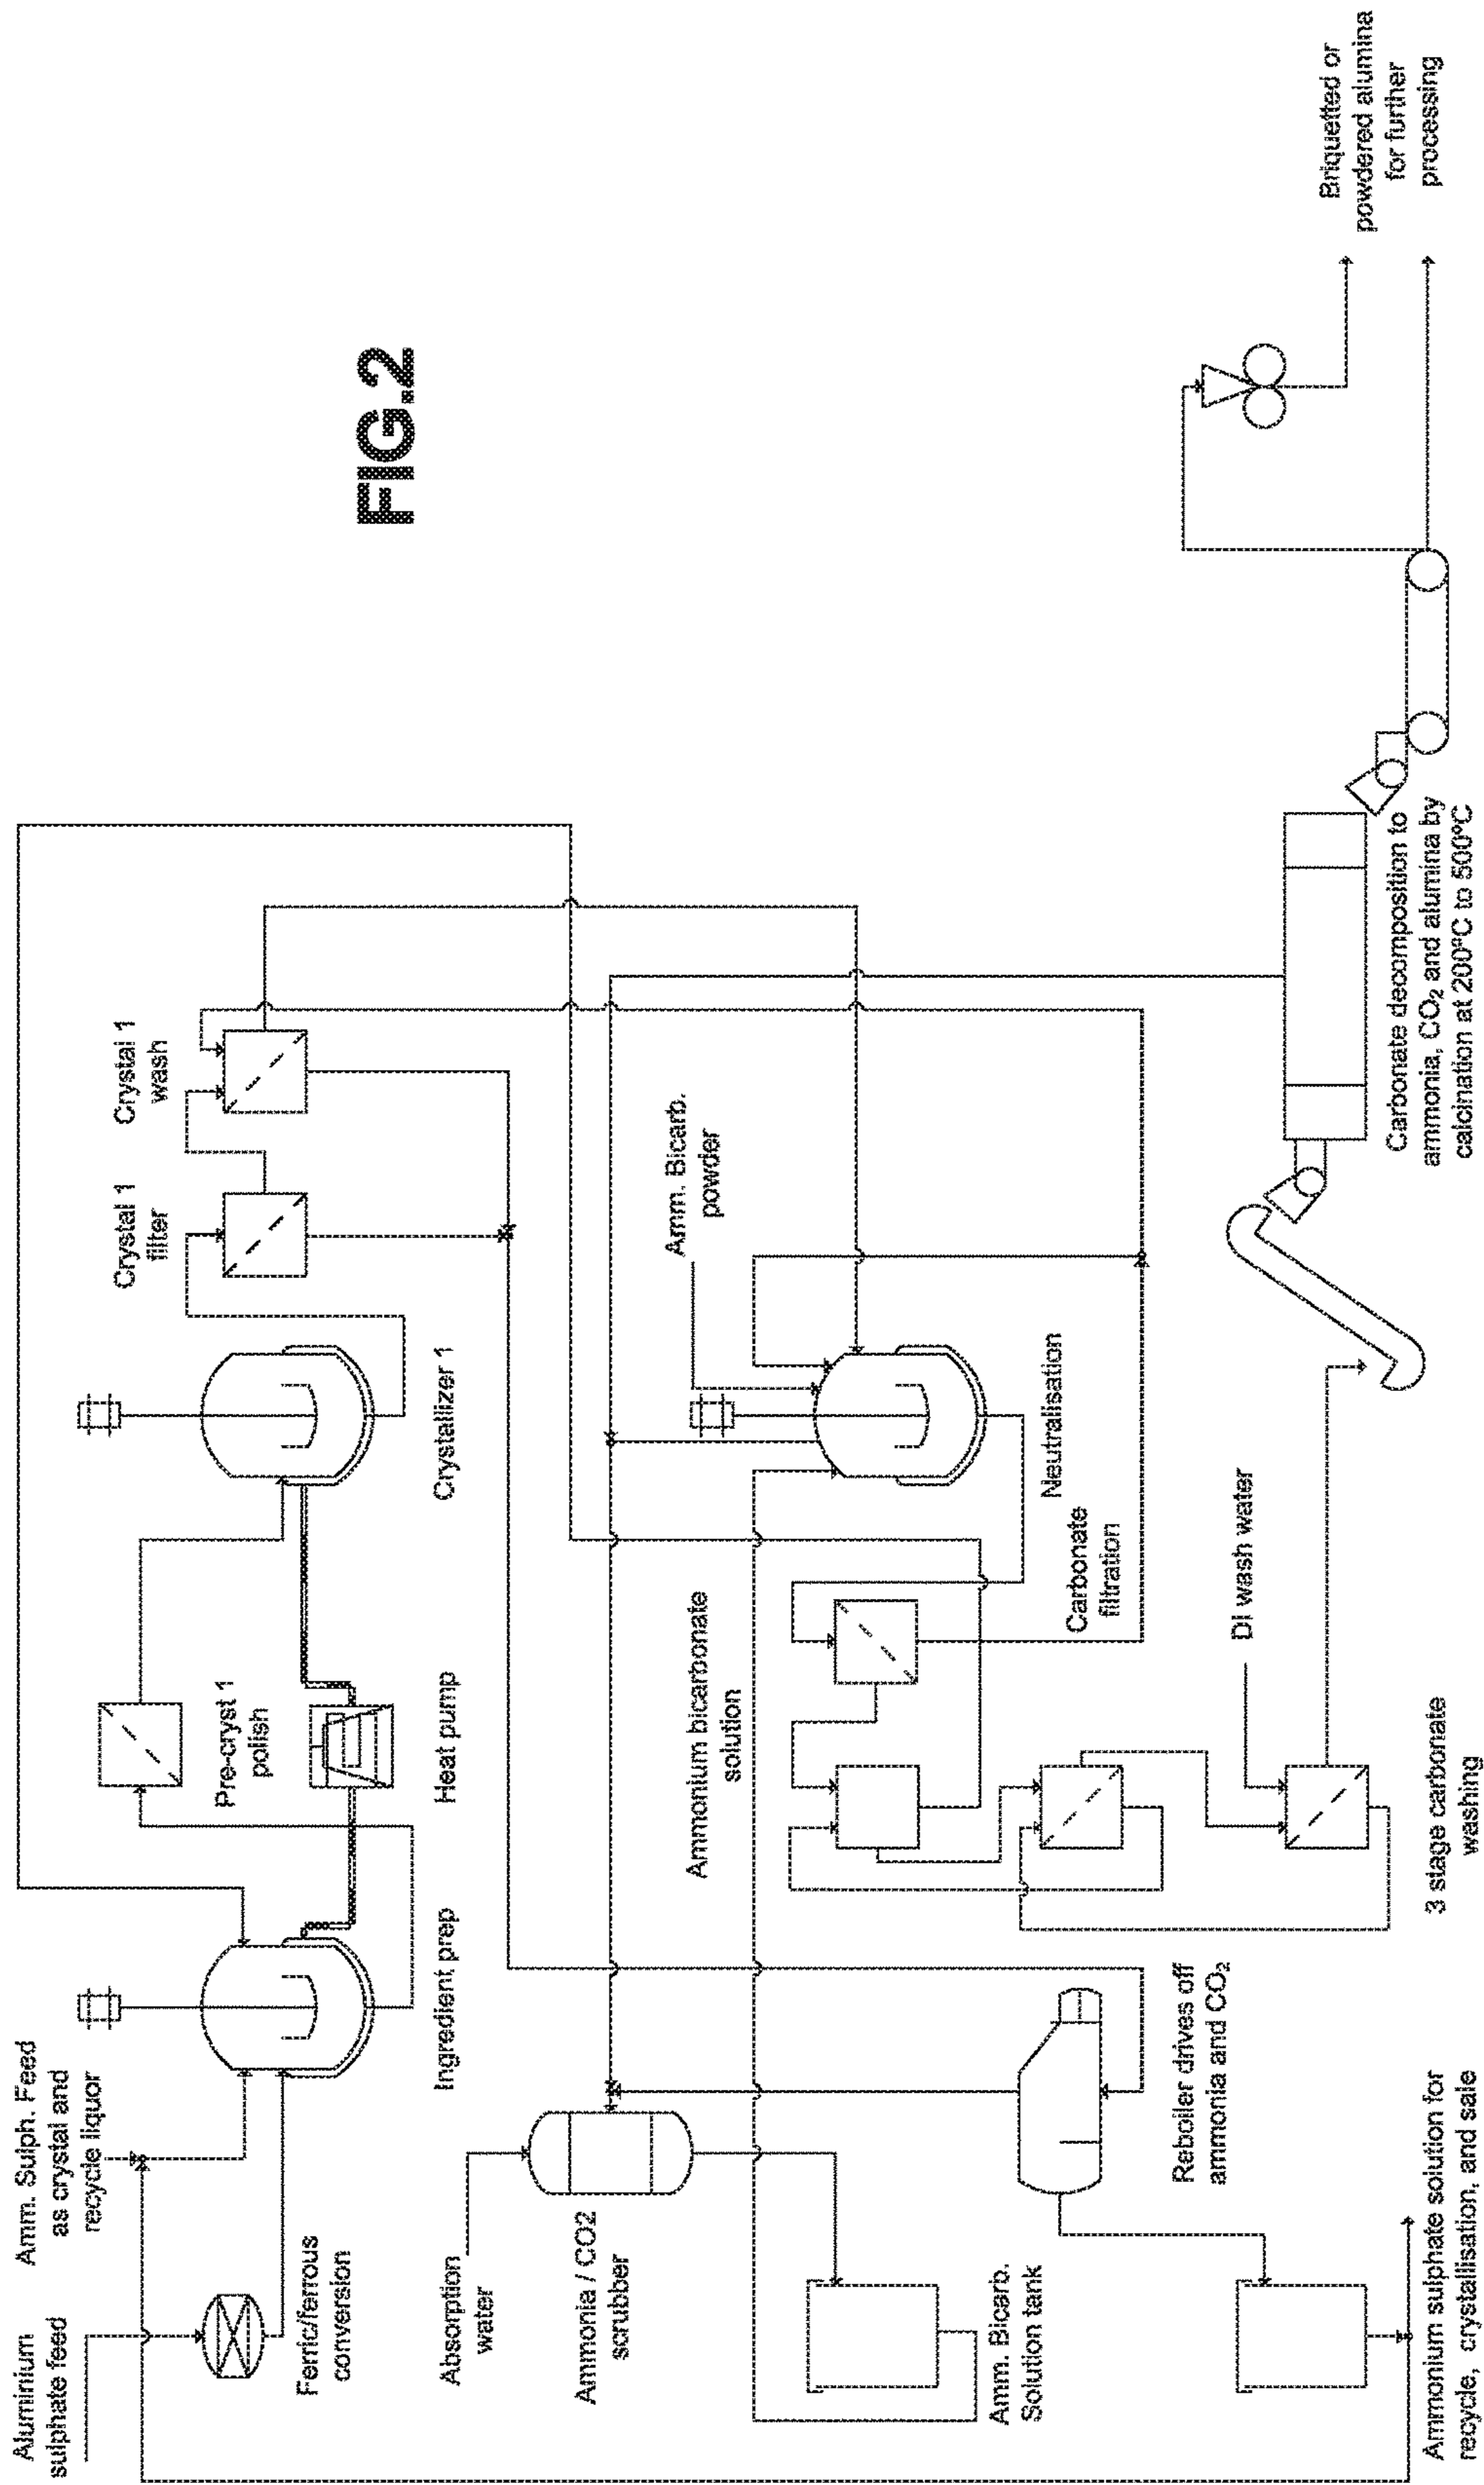 Aluminium
sulphate feed
Amm. Sulph. Feed
as crystal and
recycle liquor
Ferric/ferrous
conversion
Ingredient prep
Pre-cryst 1
polish
Heat pump
Crystallizer 1
Crystal 1
filter
Crystal 1
wash
FIG.2
Absorption
water
Ammonia / CO2
scrubber
Ammonium bicarbonate
solution
Amm. Bicarb.
powder
Amm. Bicarb.
Solution tank
Neutralisation
Carbonate
filtration
Reboiler drives off
ammonia and CO₂
DI wash water
3 stage carbonate
washing
Carbonate decomposition to
ammonia, CO₂ and alumina by
calcination at 200ºC to 500ºC
Briquetted or
powdered alumina
for further
processing
Ammonium sulphate solution for
recycle, crystallisation, and sale